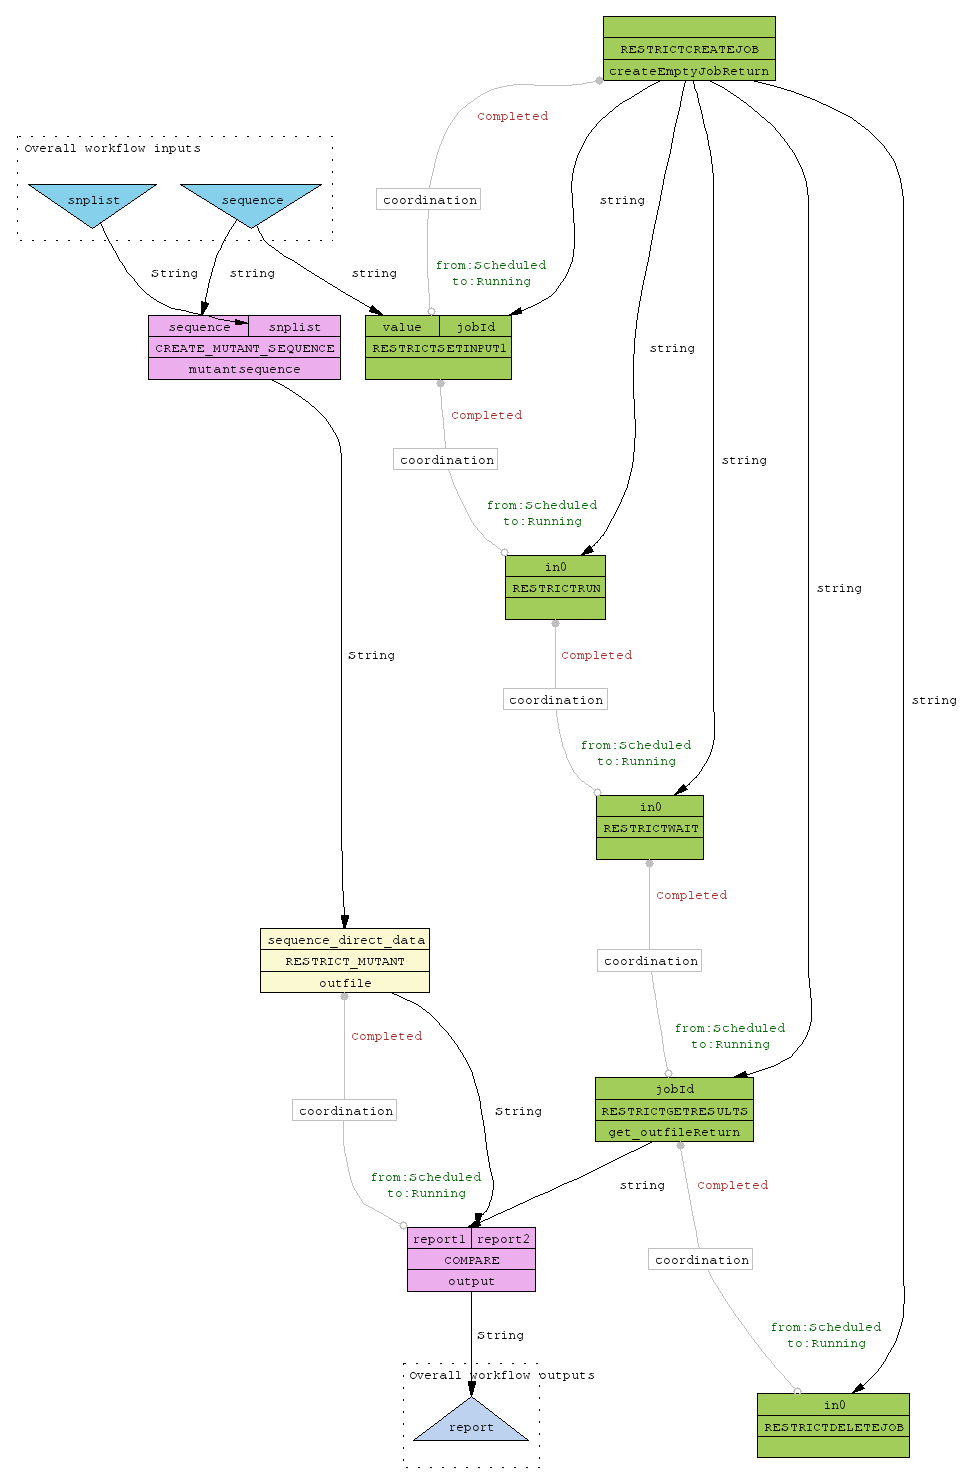 RESTRICTCREATEJOB
createEmptyJobReturn
Completed
Overall workflow inputs
snplist
sequence
coordination
string
from:Scheduled
to:Running
String
string
string
sequence
snplist
CREATE_MUTANT_SEQUENCE
mutantsequence
value
jobId
RESTRICTSETINPUT1
string
Completed
coordination
string
from:Scheduled
to:Running
in0
RESTRICTRUN
string
String
Completed
coordination
string
from:Scheduled
to:Running
in0
RESTRICTWAIT
Completed
sequence_direct_data
RESTRICT_MUTANT
outfile
coordination
from:Scheduled
to:Running
Completed
jobId
RESTRICTGETRESULTS
get_outfileReturn
coordination
String
from:Scheduled
to:Running
string
Completed
report1
report2
COMPARE
output
coordination
String
from:Scheduled
to:Running
Overall workflow outputs
report
in0
RESTRICTDELETEJOB